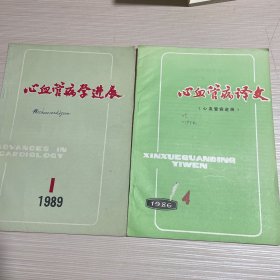 心血管病学进展
ADVANCES IN
CARDIOLOGY
1
1989
心血管病译文
(心血管病进展)
XINXUEGUANBING
YIWEN
1986
4